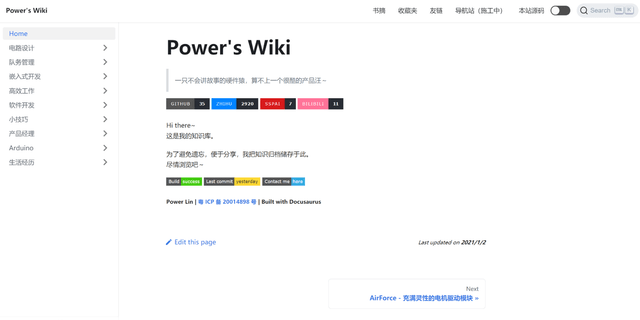 Power's Wiki
书隅 收藏夹 友链 导航站（施工中） 本站源码 Search
Home
电路设计
队务管理
嵌入式开发
高效工作
软件开发
小技巧
产品经理
Arduino
生活经历
Power's Wiki
一只不会讲故事的硬件猫，算不上一个很酷的产品汪～
GITHUB 35 ZHIHU 2920 SSPAI 7 BILIBILI 11
Hi there~
这是我的知识库。
为了避免遗忘，便于分享，我把知识归档储存于此。
尽情浏览吧～
Build success Last commit yesterday Contact me here
Power Lin | 粤 ICP 备 20014898 号 | Built with Docusaurus
Edit this page
Last updated on 2021/1/2
Next
AirForce - 充满灵性的电机驱动模块 »